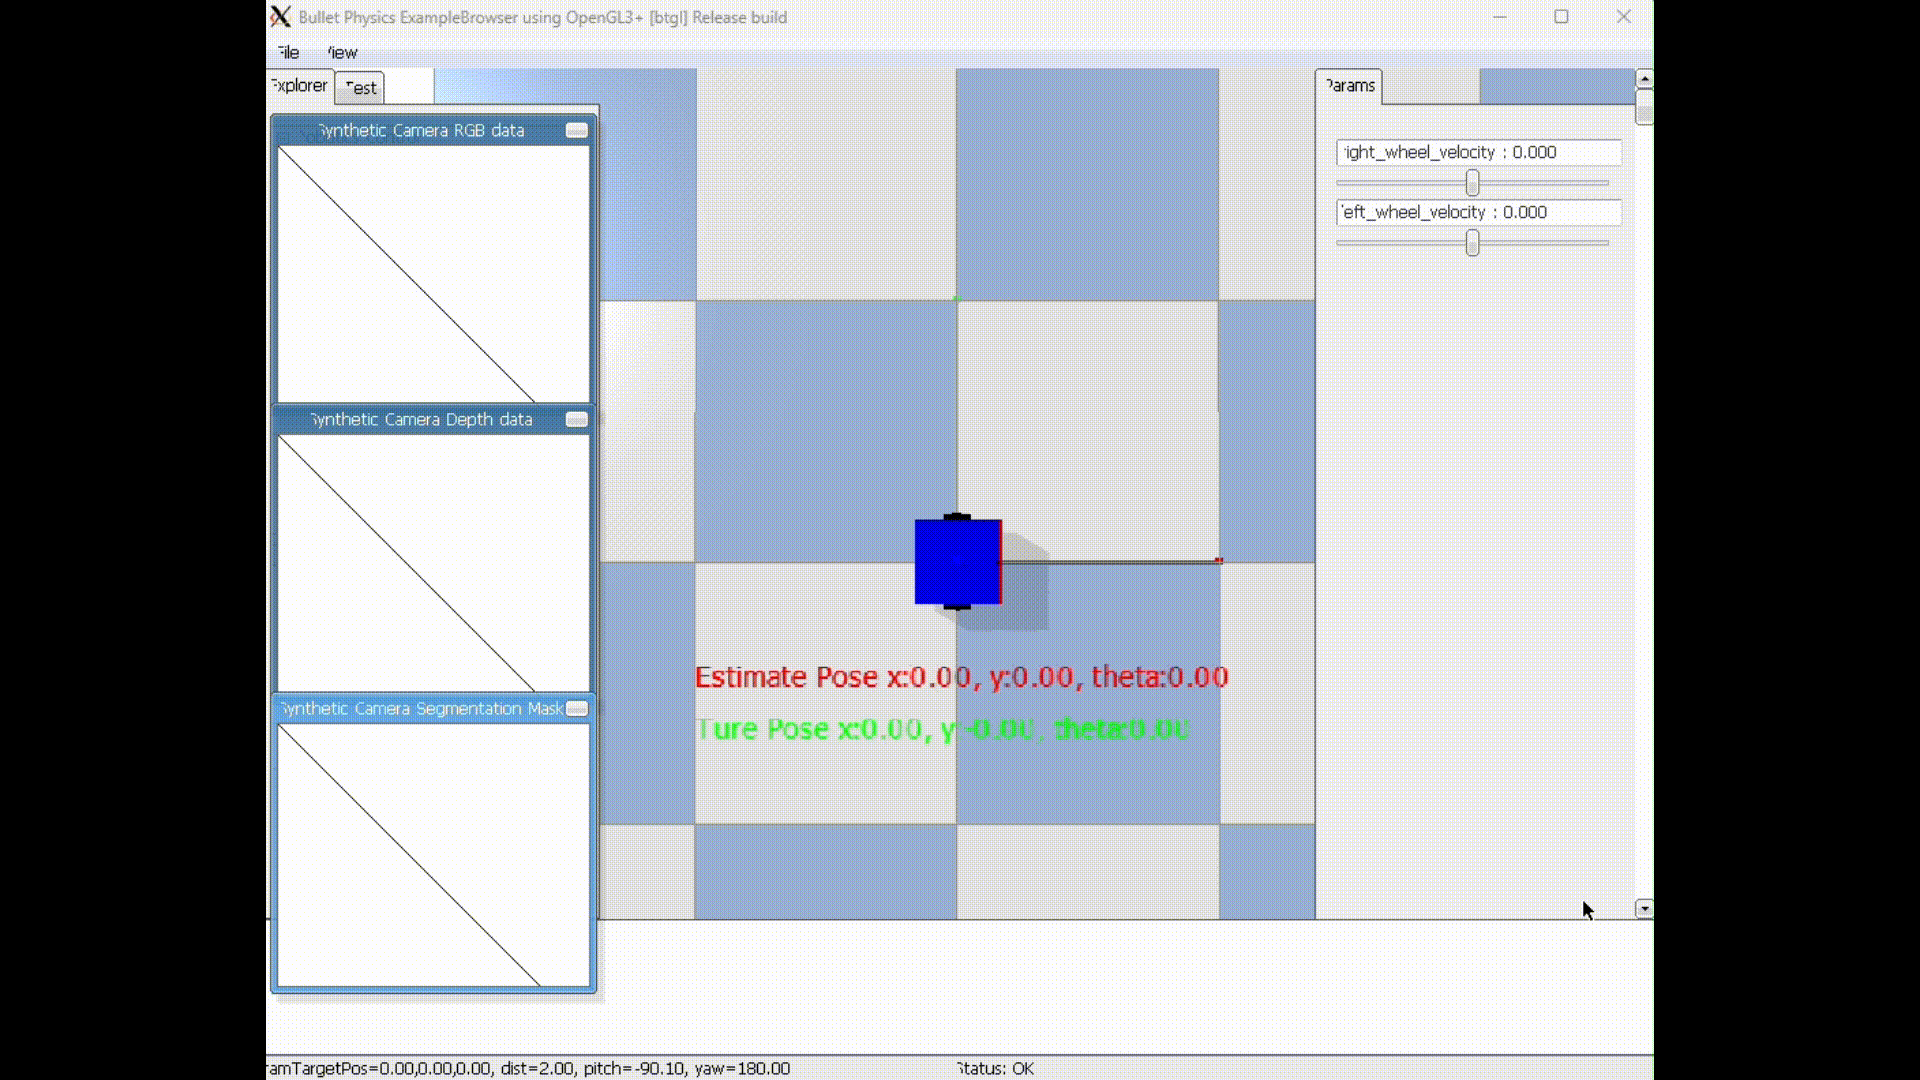 Bullet Physics ExampleBrowser using OpenGL3+ [btgl] Release build
File View
Explorer Test
Params
Synthetic Camera RGB data
right_wheel_velocity : 0.000
left_wheel_velocity : 0.000
Synthetic Camera Depth data
Estimate Pose x:0.00, y:0.00, theta:0.00
Ture Pose x:0.00, y:-0.00, theta:0.00
Synthetic Camera Segmentation Mask
amTargetPos=0.00,0.00,0.00, dist=2.00, pitch=-90.10, yaw=180.00
Status: OK